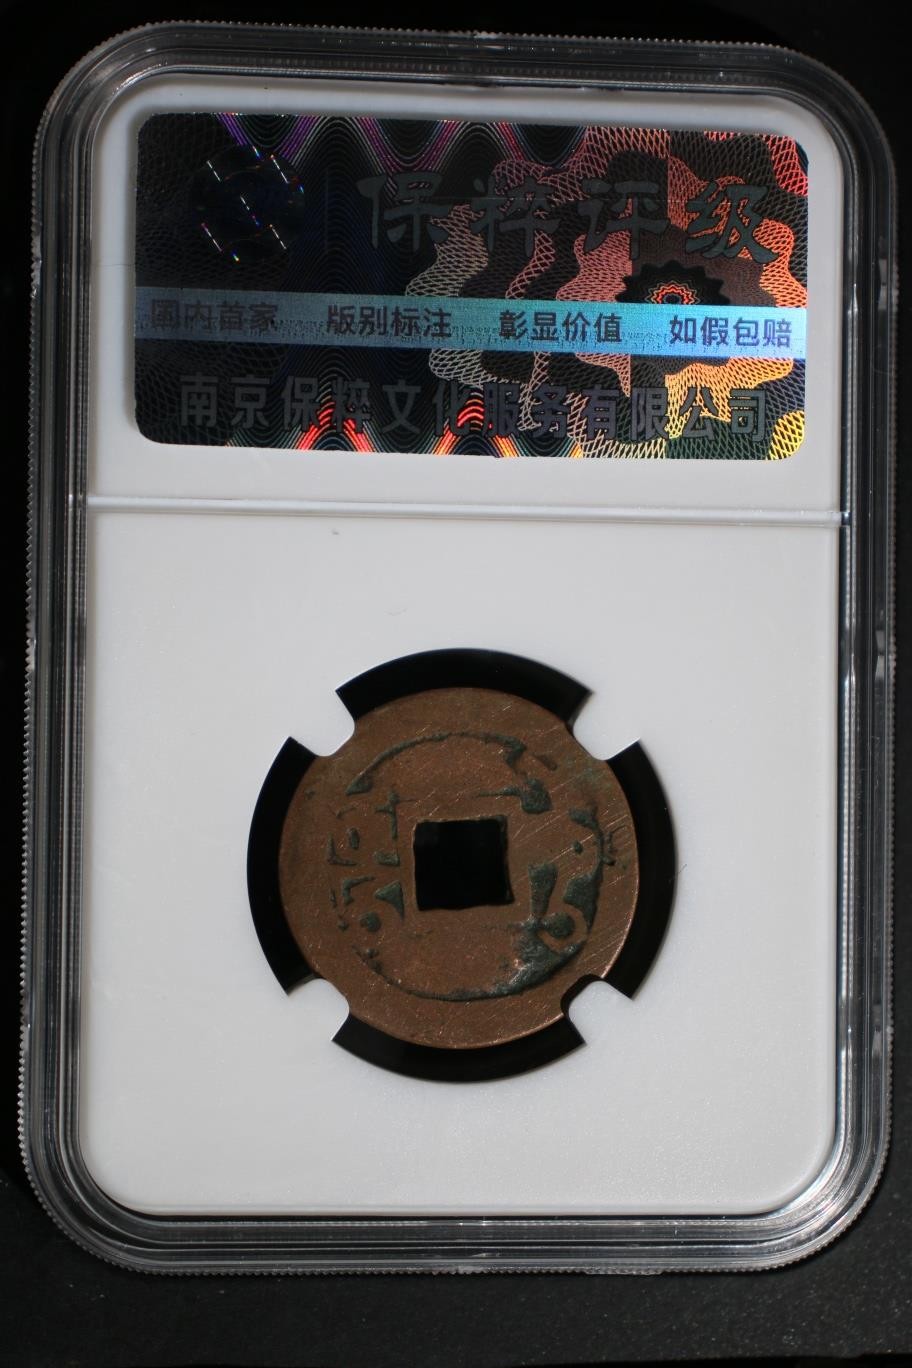 保粹评级
国内首家 版别标注 彰显价值 如假包赔
南京保粹文化服务有限公司